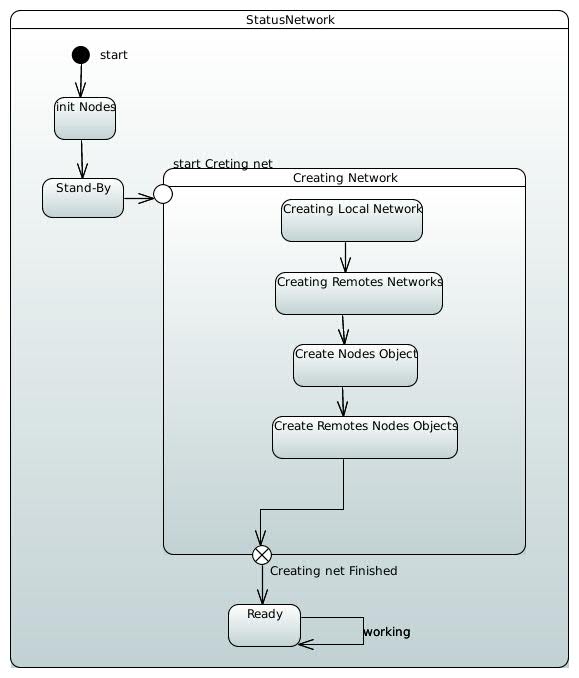 StatusNetwork
start
init Nodes
Stand-By
start Creting net
Creating Network
Creating Local Network
Creating Remotes Networks
Create Nodes Object
Create Remotes Nodes Objects
Creating net Finished
Ready
working